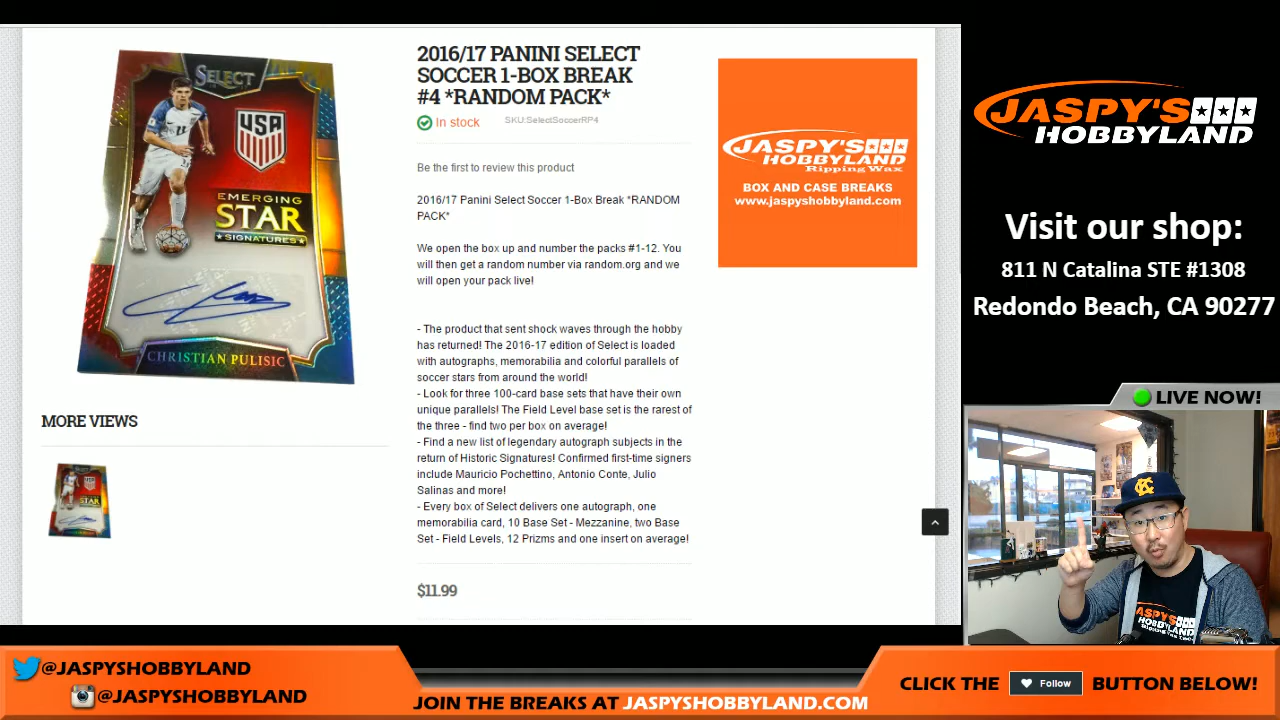 SELECT
USA
EMERGING
STAR
SIGNATURES
CHRISTIAN PULISIC
MORE VIEWS
2016/17 PANINI SELECT
SOCCER 1-BOX BREAK
#4 *RANDOM PACK*
In stock
SKU:SelectSoccerRP4
Be the first to review this product
2016/17 Panini Select Soccer 1-Box Break *RANDOM
PACK*
We open the box up and number the packs #1-12. You
will then get a random number via random.org and we
will open your pack live!
- The product that sent shock waves through the hobby
has returned! The 2016-17 edition of Select is loaded
with autographs, memorabilia and colorful parallels of
soccer stars from around the world!
- Look for three 100-card base sets that have their own
unique parallels! The Field Level base set is the rarest of
the three - find two per box on average!
- Find a new list of legendary autograph subjects in the
return of Historic Signatures! Confirmed first-time signers
include Mauricio Pochettino, Antonio Conte, Julio
Salinas and more!
- Every box of Select delivers one autograph, one
memorabilia card, 10 Base Set - Mezzanine, two Base
Set - Field Levels, 12 Prizms and one insert on average!
$11.99
JASPY'S
HOBBYLAND
RippingWax
BOX AND CASE BREAKS
www.jaspyshobbyland.com
JASPY'S
HOBBYLAND
Visit our shop:
811 N Catalina STE #1308
Redondo Beach, CA 90277
LIVE NOW!
KC
JASPY'S
HOBBYLAND
@JASPYSHOBBYLAND
@JASPYSHOBBYLAND
JOIN THE BREAKS AT JASPYSHOBBYLAND.COM
CLICK THE Follow BUTTON BELOW!